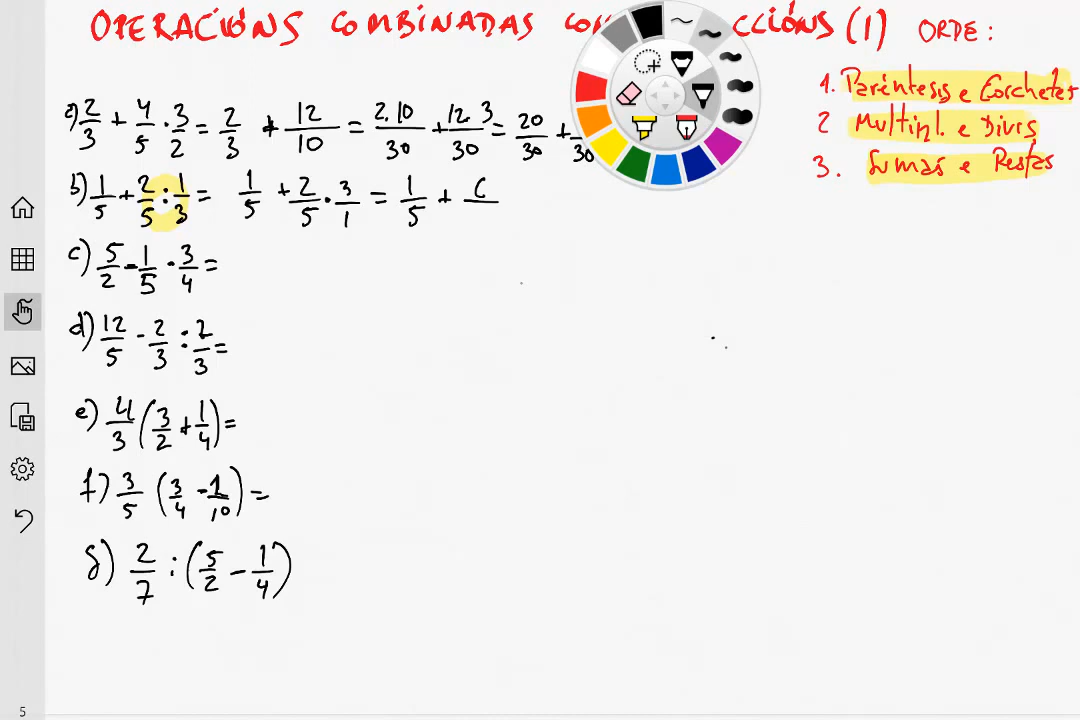 OPERACIÓNS COMBINADAS CON CCIÓNS (1) ORDE:
1. Paréntesis e Corchetes
2 Multipl. e Divis
3. Sumas e Restas
a) 2/3 + 4/5 · 3/2 = 2/3 + 12/10 = 2.10/30 + 12.3/30 = 20/30 + /30
b) 1/5 + 2/5 : 1/3 = 1/5 + 2/5 · 3/1 = 1/5 + 6/
c) 5/2 - 1/5 · 3/4 =
d) 12/5 - 2/3 : 2/3 =
e) 4/3 (3/2 + 1/4) =
f) 3/5 (3/4 - 1/10) =
g) 2/7 : (5/2 - 1/4)
5